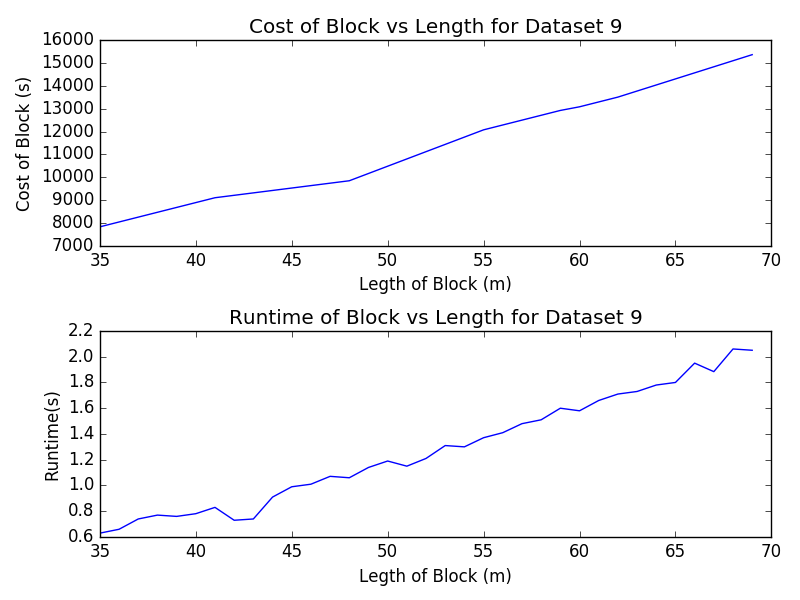 Cost of Block vs Length for Dataset 9
16000
15000
14000
13000
12000
11000
10000
9000
8000
7000
Cost of Block (s)
35 40 45 50 55 60 65 70
Legth of Block (m)
Runtime of Block vs Length for Dataset 9
2.2
2.0
1.8
1.6
1.4
1.2
1.0
0.8
0.6
Runtime(s)
35 40 45 50 55 60 65 70
Legth of Block (m)